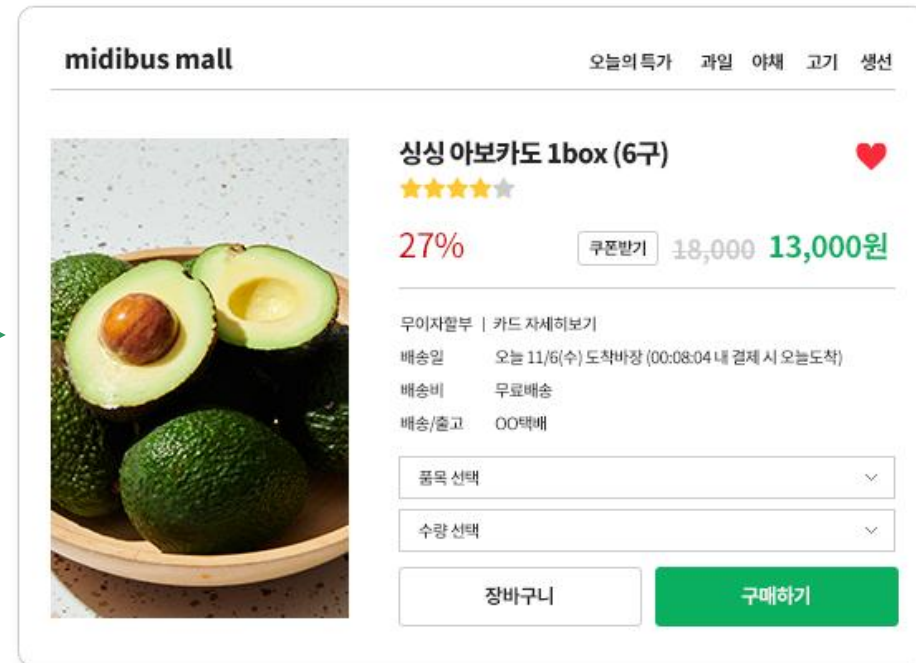 midibus mall
오늘의 특가 과일 야채 고기 생선
싱싱 아보카도 1box (6구)
27% 쿠폰받기 18,000 13,000원
무이자할부 | 카드 자세히보기
배송일 오늘 11/6(수) 도착바장 (00:08:04 내 결제 시 오늘도착)
배송비 무료배송
배송/출고 OO택배
품목 선택
수량 선택
장바구니 구매하기